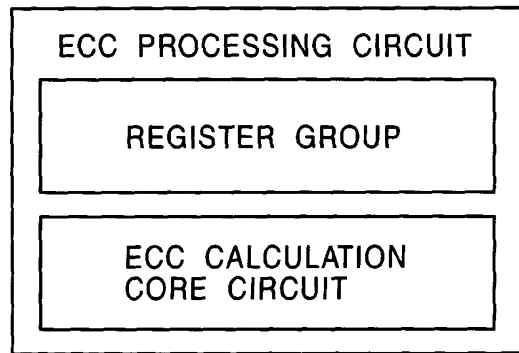 ECC PROCESSING CIRCUIT
REGISTER GROUP
ECC CALCULATION
CORE CIRCUIT